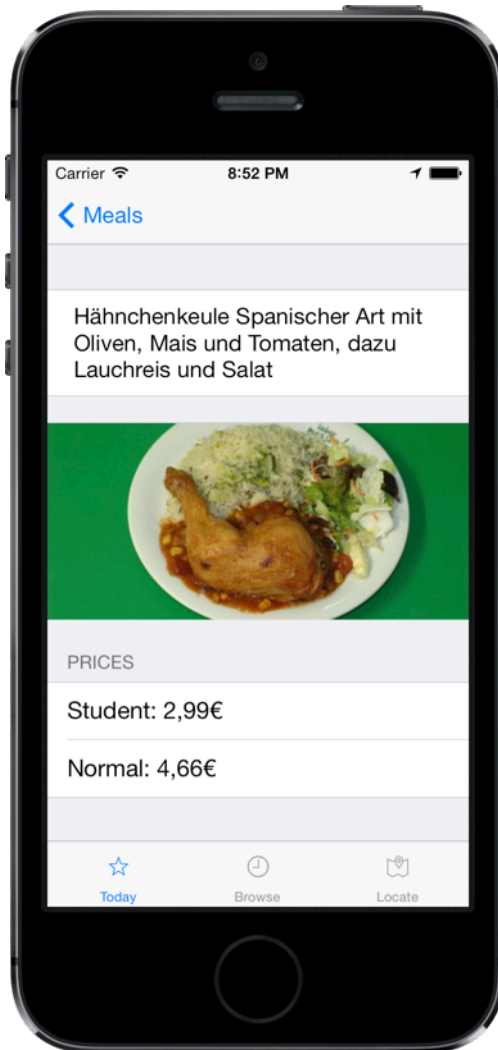 Carrier 8:52 PM
Meals
Hähnchenkeule Spanischer Art mit
Oliven, Mais und Tomaten, dazu
Lauchreis und Salat
PRICES
Student: 2,99€
Normal: 4,66€
Today Browse Locate